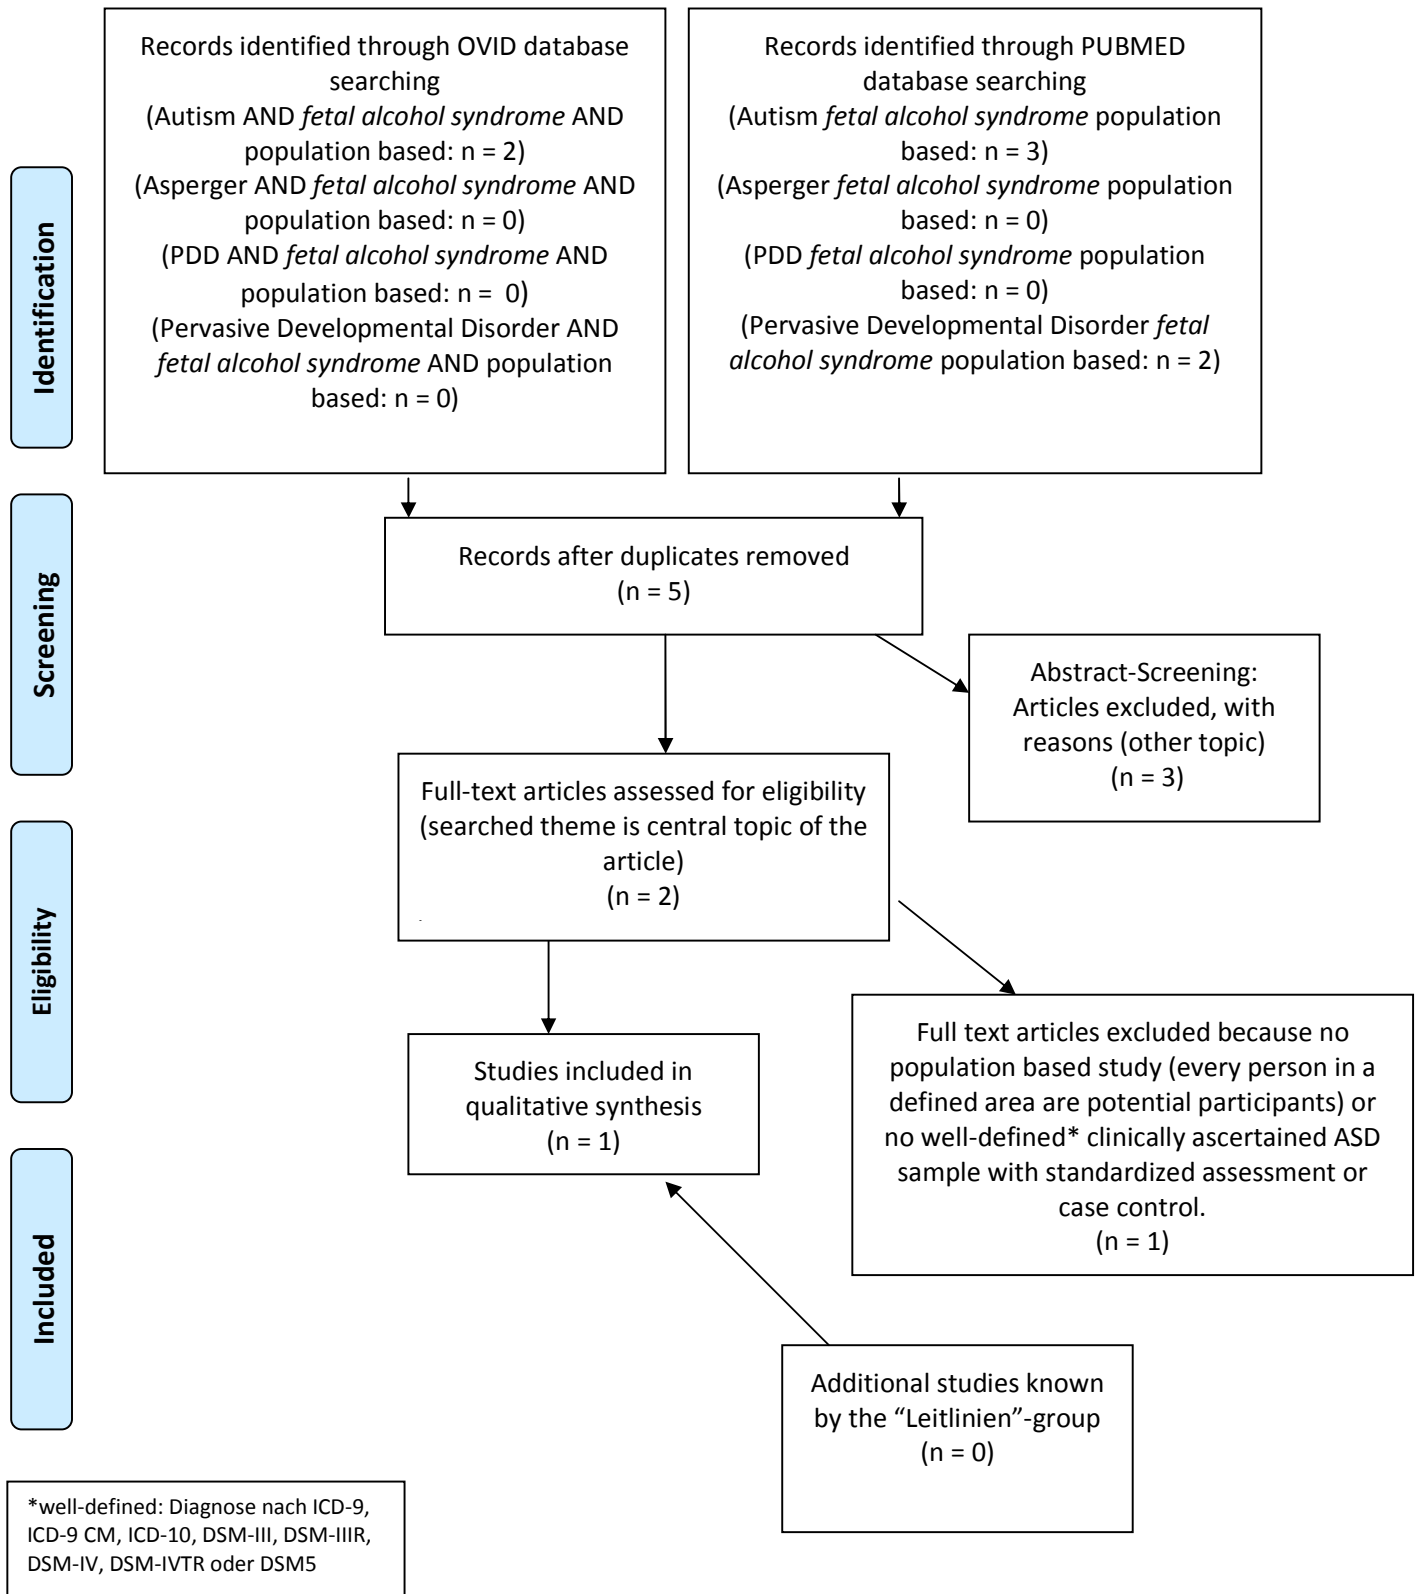 Records identified through OVID database
searching
(Autism AND fetal alcohol syndrome AND
population based: n = 2)
(Asperger AND fetal alcohol syndrome AND
population based: n = 0)
(PDD AND fetal alcohol syndrome AND
population based: n =  0)
(Pervasive Developmental Disorder AND
fetal alcohol syndrome AND population
based: n = 0)
Records identified through PUBMED
database searching
(Autism fetal alcohol syndrome population
based: n = 3)
(Asperger fetal alcohol syndrome population
based: n = 0)
(PDD fetal alcohol syndrome population
based: n = 0)
(Pervasive Developmental Disorder fetal
alcohol syndrome population based: n = 2)
Identification
Records after duplicates removed
(n = 5)
Screening
Abstract-Screening:
Articles excluded, with
reasons (other topic)
(n = 3)
Full-text articles assessed for eligibility
(searched theme is central topic of the
article)
(n = 2)
.
Eligibility
Full text articles excluded because no
population based study (every person in a
defined area are potential participants) or
no well-defined* clinically ascertained ASD
sample with standardized assessment or
case control.
(n = 1)
Studies included in
qualitative synthesis
(n = 1)
Included
Additional studies known
by the “Leitlinien”-group
(n = 0)
*well-defined: Diagnose nach ICD-9,
ICD-9 CM, ICD-10, DSM-III, DSM-IIIR,
DSM-IV, DSM-IVTR oder DSM5